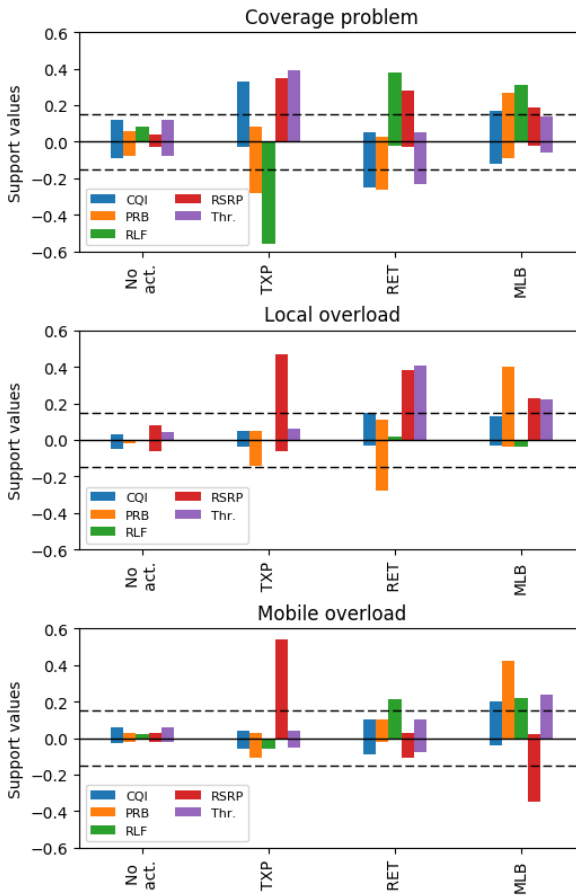 Coverage problem
Support values
0.6
0.4
0.2
0.0
−0.2
−0.4
−0.6
CQI
PRB
RLF
RSRP
Thr.
No
act.
TXP
RET
MLB
Local overload
Support values
0.6
0.4
0.2
0.0
−0.2
−0.4
−0.6
CQI
PRB
RLF
RSRP
Thr.
No
act.
TXP
RET
MLB
Mobile overload
Support values
0.6
0.4
0.2
0.0
−0.2
−0.4
−0.6
CQI
PRB
RLF
RSRP
Thr.
No
act.
TXP
RET
MLB